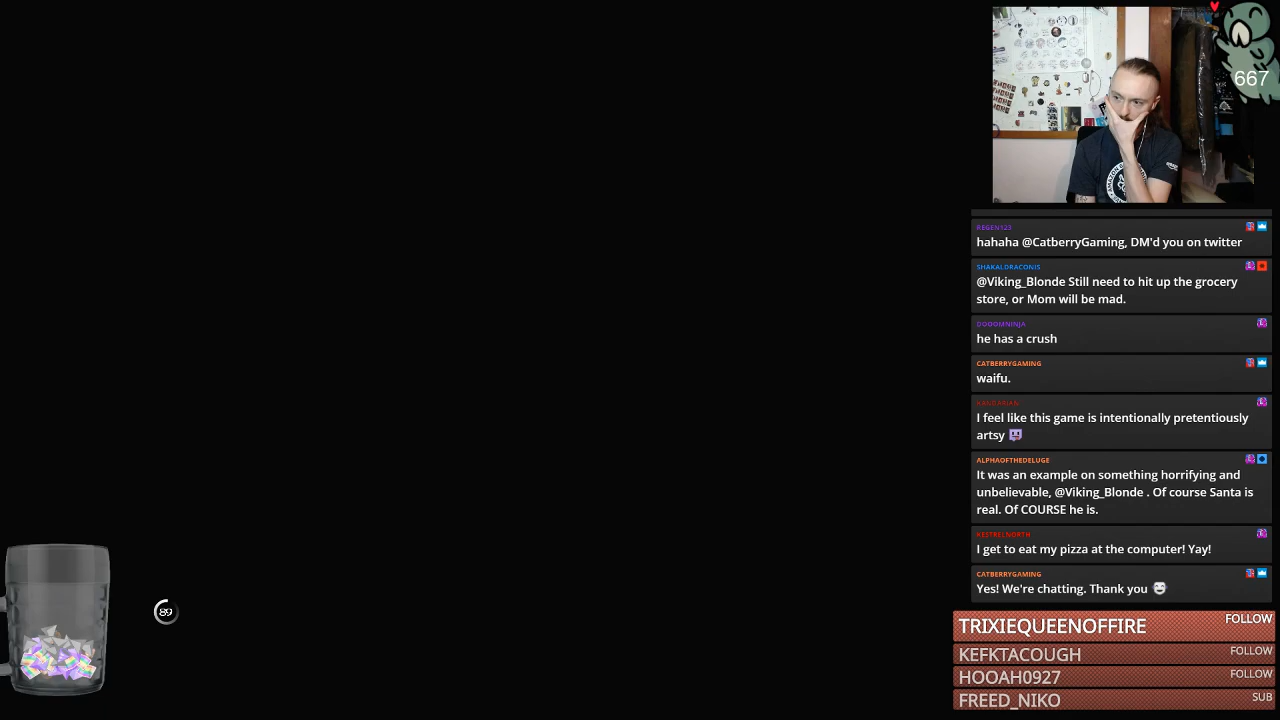 667
REGEN123
hahaha @CatberryGaming, DM'd you on twitter
SHAKALDRACONIS
@Viking_Blonde Still need to hit up the grocery
store, or Mom will be mad.
DOOOMNINJA
he has a crush
CATBERRYGAMING
waifu.
I feel like this game is intentionally pretentiously
artsy
ALPHAOFTHEDELUGE
It was an example on something horrifying and
unbelievable, @Viking_Blonde . Of course Santa is
real. Of COURSE he is.
KESTRELNORTH
I get to eat my pizza at the computer! Yay!
CATBERRYGAMING
Yes! We're chatting. Thank you
89
TRIXIEQUEENOFFIRE FOLLOW
KEFKTACOUGH FOLLOW
HOOAH0927 FOLLOW
FREED_NIKO SUB